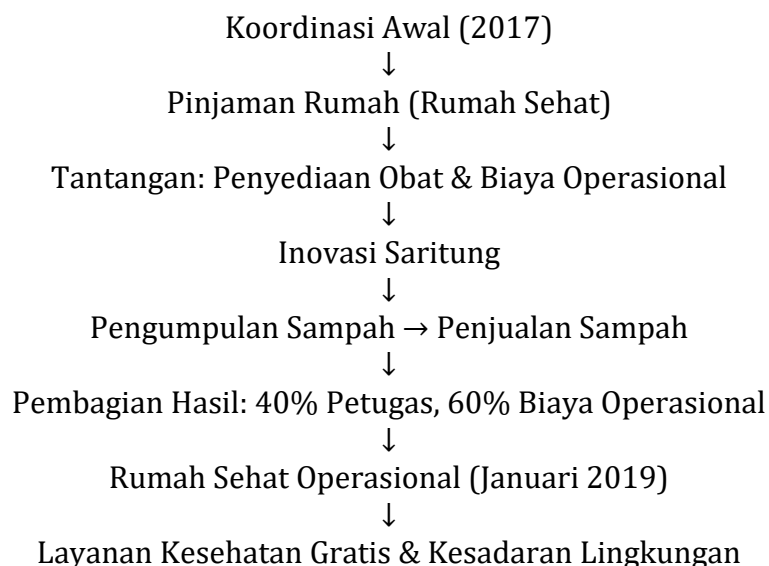 Koordinasi Awal (2017)
↓
Pinjaman Rumah (Rumah Sehat)
↓
Tantangan: Penyediaan Obat & Biaya Operasional
↓
Inovasi Saritung
↓
Pengumpulan Sampah → Penjualan Sampah
↓
Pembagian Hasil: 40% Petugas, 60% Biaya Operasional
↓
Rumah Sehat Operasional (Januari 2019)
↓
Layanan Kesehatan Gratis & Kesadaran Lingkungan